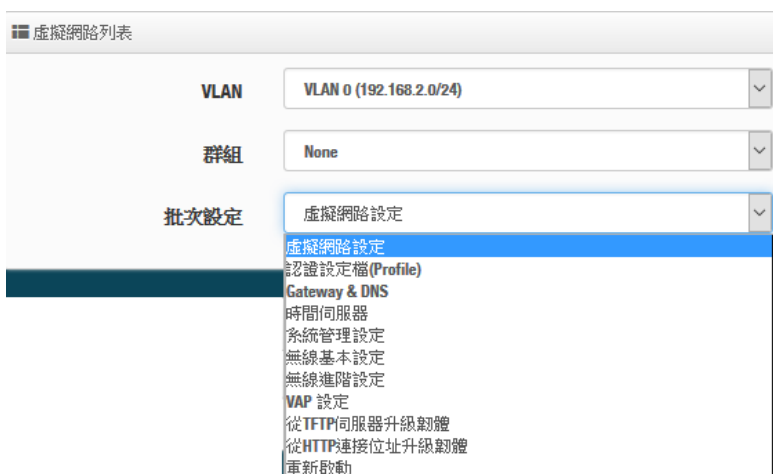 虛擬網路列表
VLAN VLAN 0 (192.168.2.0/24)
群組 None
批次設定 虛擬網路設定
虛擬網路設定
認證設定檔(Profile)
Gateway & DNS
時間伺服器
系統管理設定
無線基本設定
無線進階設定
VAP 設定
從TFTP伺服器升級韌體
從HTTP連接位址升級韌體
重新啟動